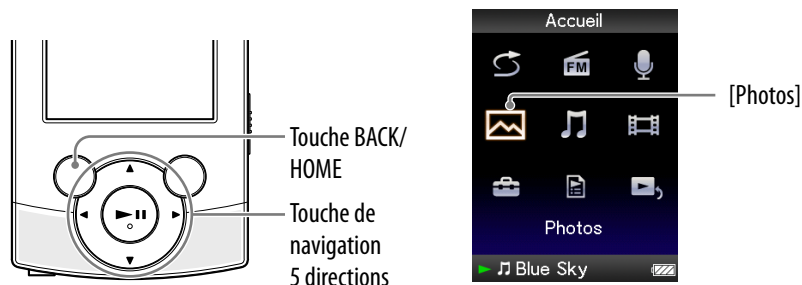 Touche BACK/
HOME
Touche de
navigation
5 directions
Accueil
FM
[Photos]
Photos
Blue Sky